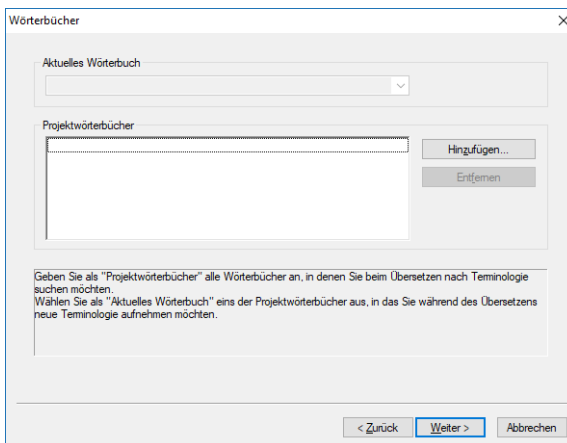 Wörterbücher
Aktuelles Wörterbuch
Projektwörterbücher
Hinzufügen...
Entfernen
Geben Sie als "Projektwörterbücher" alle Wörterbücher an, in denen Sie beim Übersetzen nach Terminologie
suchen möchten.
Wählen Sie als "Aktuelles Wörterbuch" eins der Projektwörterbücher aus, in das Sie während des Übersetzens
neue Terminologie aufnehmen möchten.
< Zurück Weiter > Abbrechen